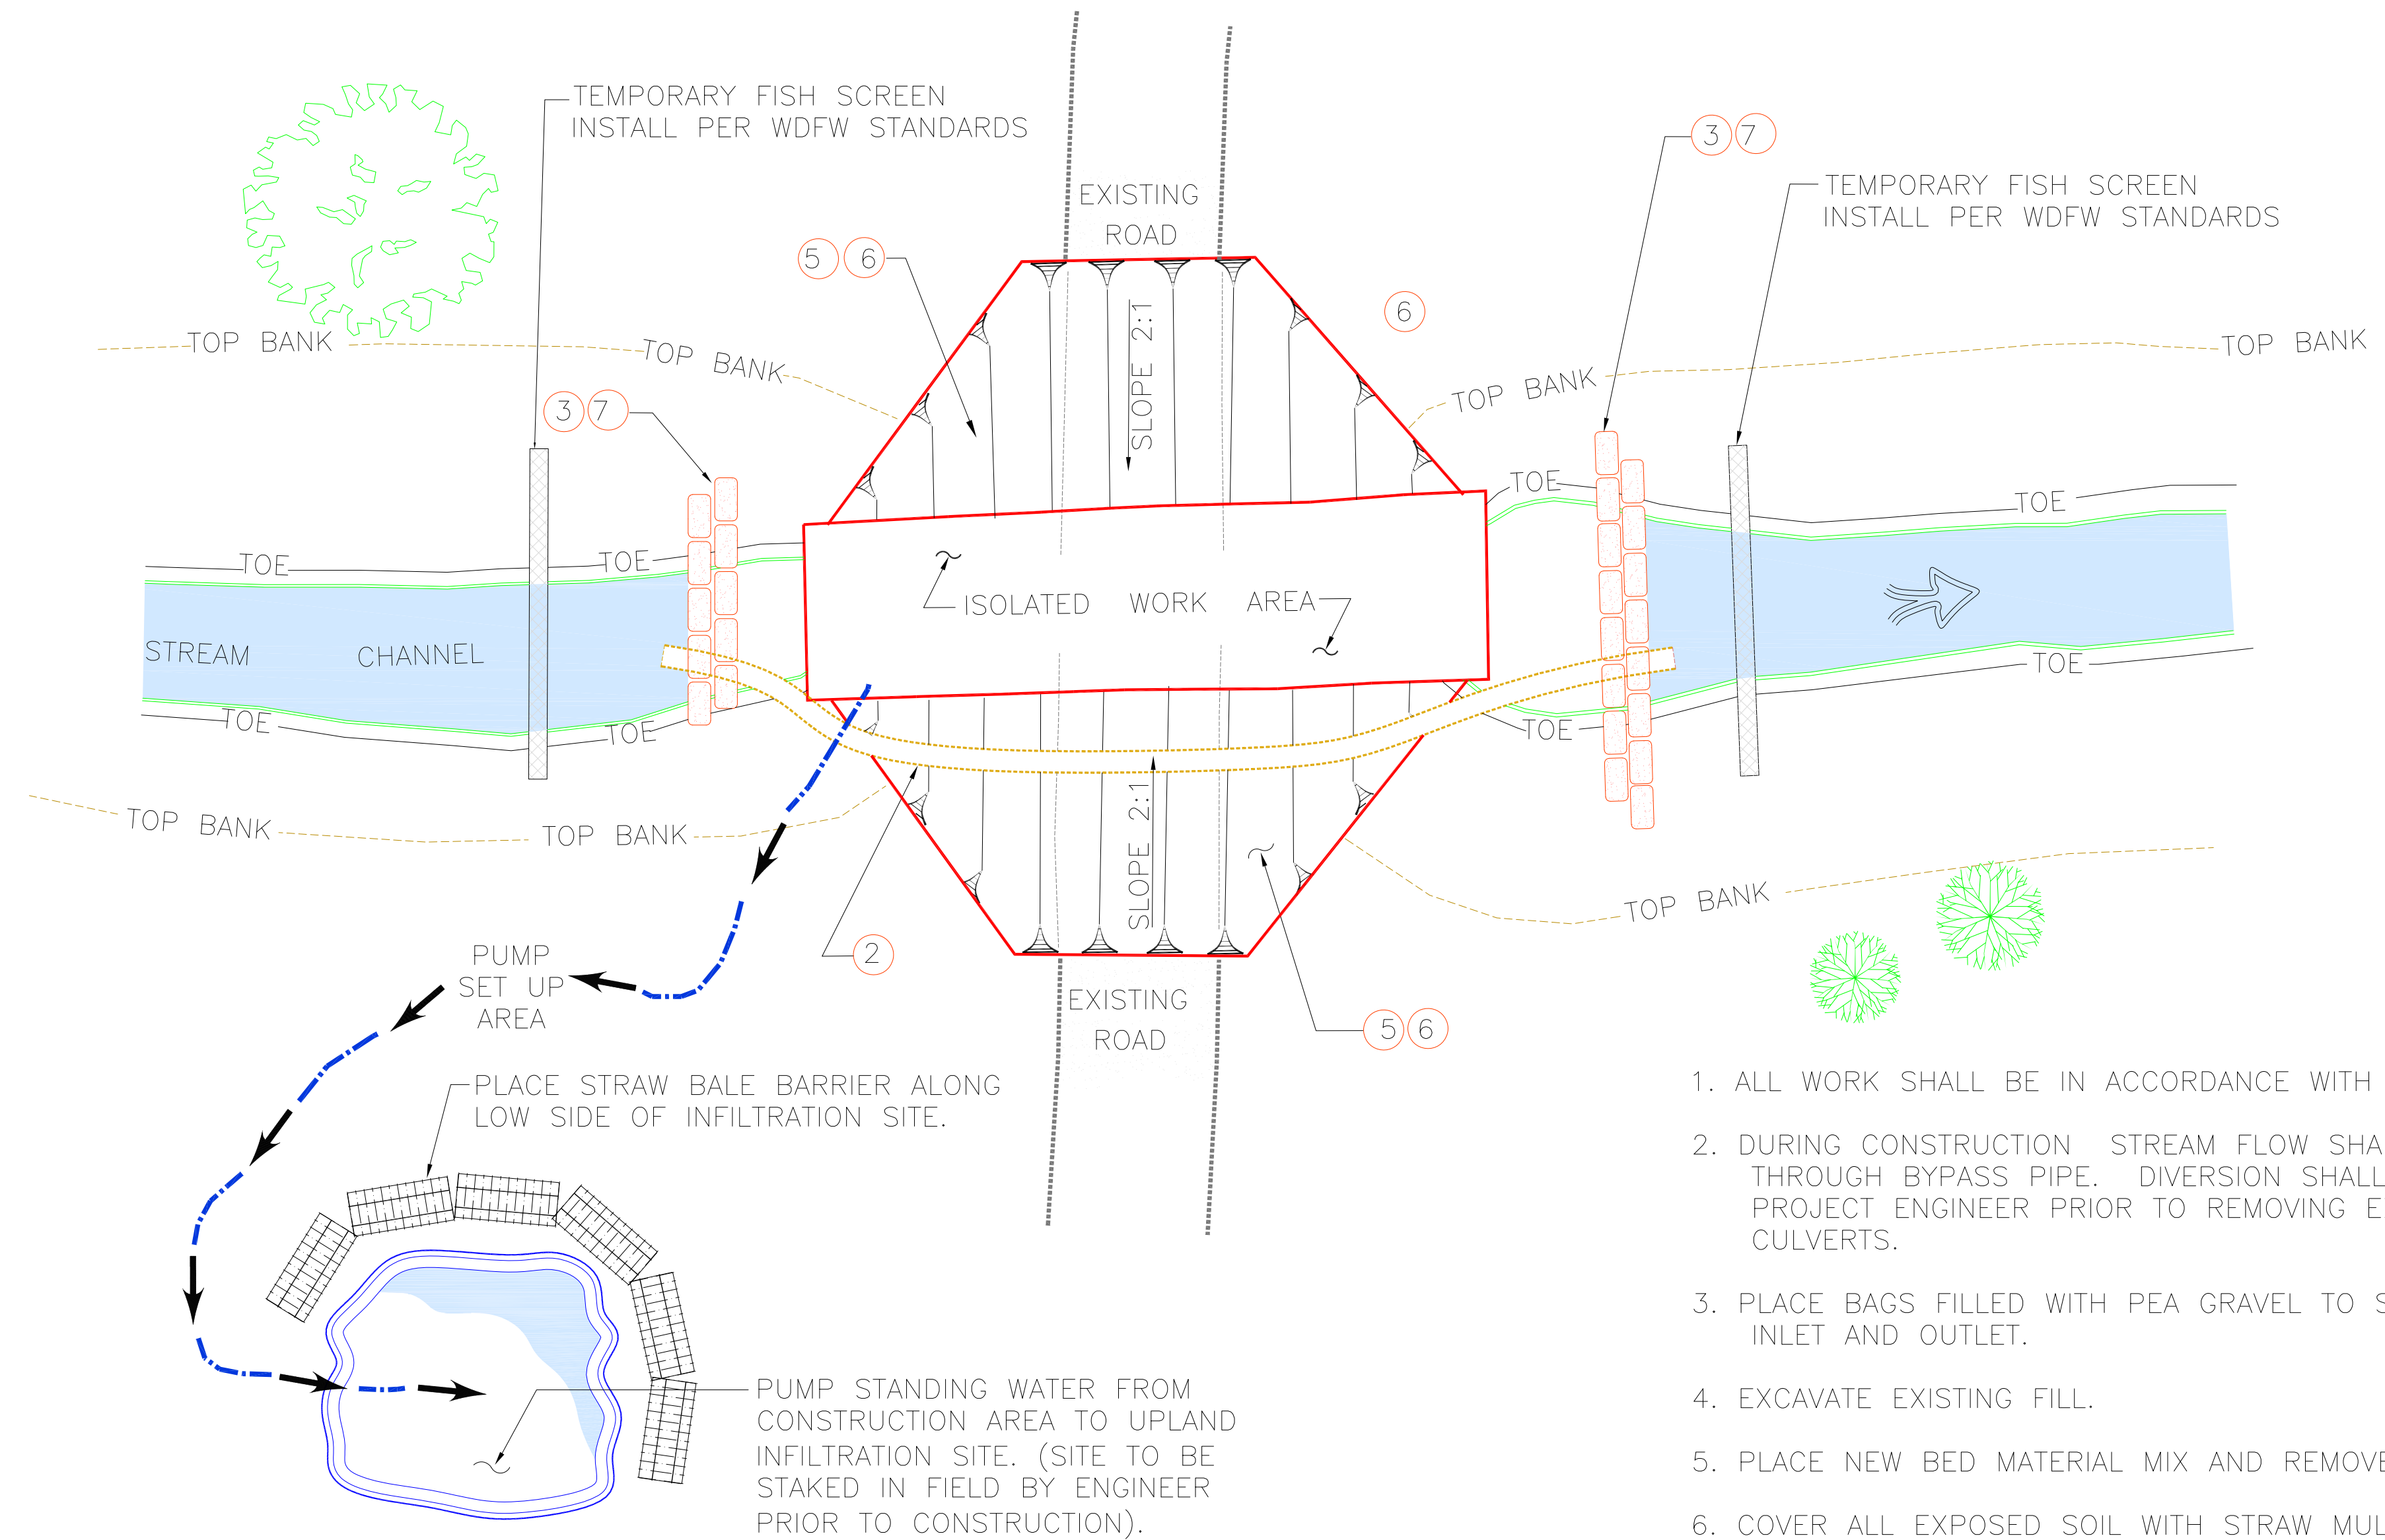 TEMPORARY FISH SCREEN
INSTALL PER WDFW STANDARDS
3 7
TEMPORARY FISH SCREEN
INSTALL PER WDFW STANDARDS
EXISTING
ROAD
5 6
6
SLOPE 2:1
TOP BANK
TOP BANK
TOP BANK
TOP BANK
3 7
TOE
TOE
TOE
TOE
ISOLATED WORK AREA
STREAM CHANNEL
TOE
TOE
TOE
TOE
TOP BANK
TOP BANK
SLOPE 2:1
TOP BANK
2
PUMP
SET UP
AREA
EXISTING
ROAD
5 6
PLACE STRAW BALE BARRIER ALONG
LOW SIDE OF INFILTRATION SITE.
PUMP STANDING WATER FROM
CONSTRUCTION AREA TO UPLAND
INFILTRATION SITE. (SITE TO BE
STAKED IN FIELD BY ENGINEER
PRIOR TO CONSTRUCTION).
1. ALL WORK SHALL BE IN ACCORDANCE WITH
2. DURING CONSTRUCTION STREAM FLOW
THROUGH BYPASS PIPE. DIVERSION SHALL
PROJECT ENGINEER PRIOR TO REMOVING
CULVERTS.
3. PLACE BAGS FILLED WITH PEA GRAVEL TO
INLET AND OUTLET.
4. EXCAVATE EXISTING FILL.
5. PLACE NEW BED MATERIAL MIX AND REMOVE
6. COVER ALL EXPOSED SOIL WITH STRAW